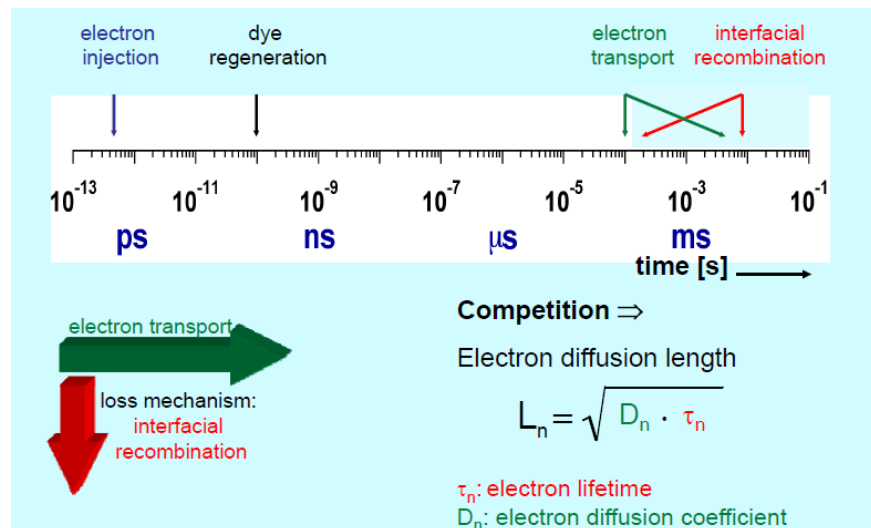 electron
injection
dye
regeneration
electron
transport
interfacial
recombination
10⁻¹³ 10⁻¹¹ 10⁻⁹ 10⁻⁷ 10⁻⁵ 10⁻³ 10⁻¹
ps ns μs ms
time [s]
electron transport
loss mechanism:
interfacial
recombination
Competition ⇒
Electron diffusion length
Lₙ = √ Dₙ · τₙ
τₙ: electron lifetime
Dₙ: electron diffusion coefficient